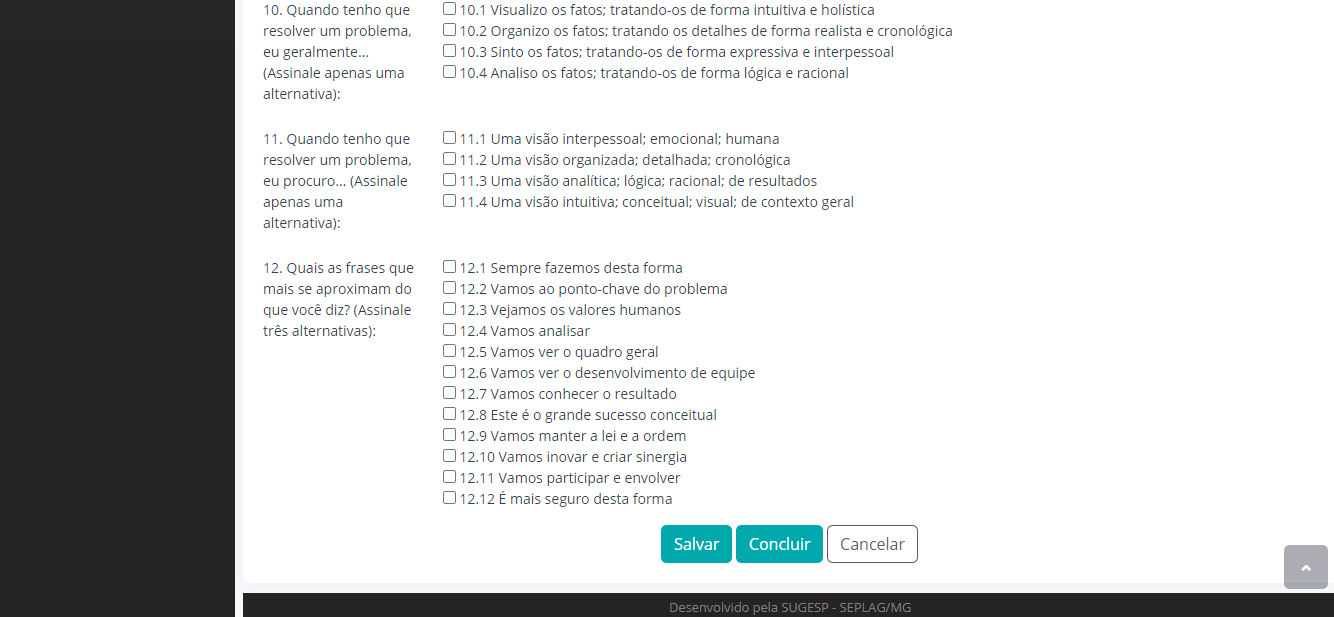 10. Quando tenho que
resolver um problema,
eu geralmente...
(Assinale apenas uma
alternativa):
10.1 Visualizo os fatos; tratando-os de forma intuitiva e holística
10.2 Organizo os fatos; tratando os detalhes de forma realista e cronológica
10.3 Sinto os fatos; tratando-os de forma expressiva e interpessoal
10.4 Analiso os fatos; tratando-os de forma lógica e racional
11. Quando tenho que
resolver um problema,
eu procuro... (Assinale
apenas uma
alternativa):
11.1 Uma visão interpessoal; emocional; humana
11.2 Uma visão organizada; detalhada; cronológica
11.3 Uma visão analítica; lógica; racional; de resultados
11.4 Uma visão intuitiva; conceitual; visual; de contexto geral
12. Quais as frases que
mais se aproximam do
que você diz? (Assinale
três alternativas):
12.1 Sempre fazemos desta forma
12.2 Vamos ao ponto-chave do problema
12.3 Vejamos os valores humanos
12.4 Vamos analisar
12.5 Vamos ver o quadro geral
12.6 Vamos ver o desenvolvimento de equipe
12.7 Vamos conhecer o resultado
12.8 Este é o grande sucesso conceitual
12.9 Vamos manter a lei e a ordem
12.10 Vamos inovar e criar sinergia
12.11 Vamos participar e envolver
12.12 É mais seguro desta forma
Salvar Concluir Cancelar
Desenvolvido pela SUGESP - SEPLAG/MG